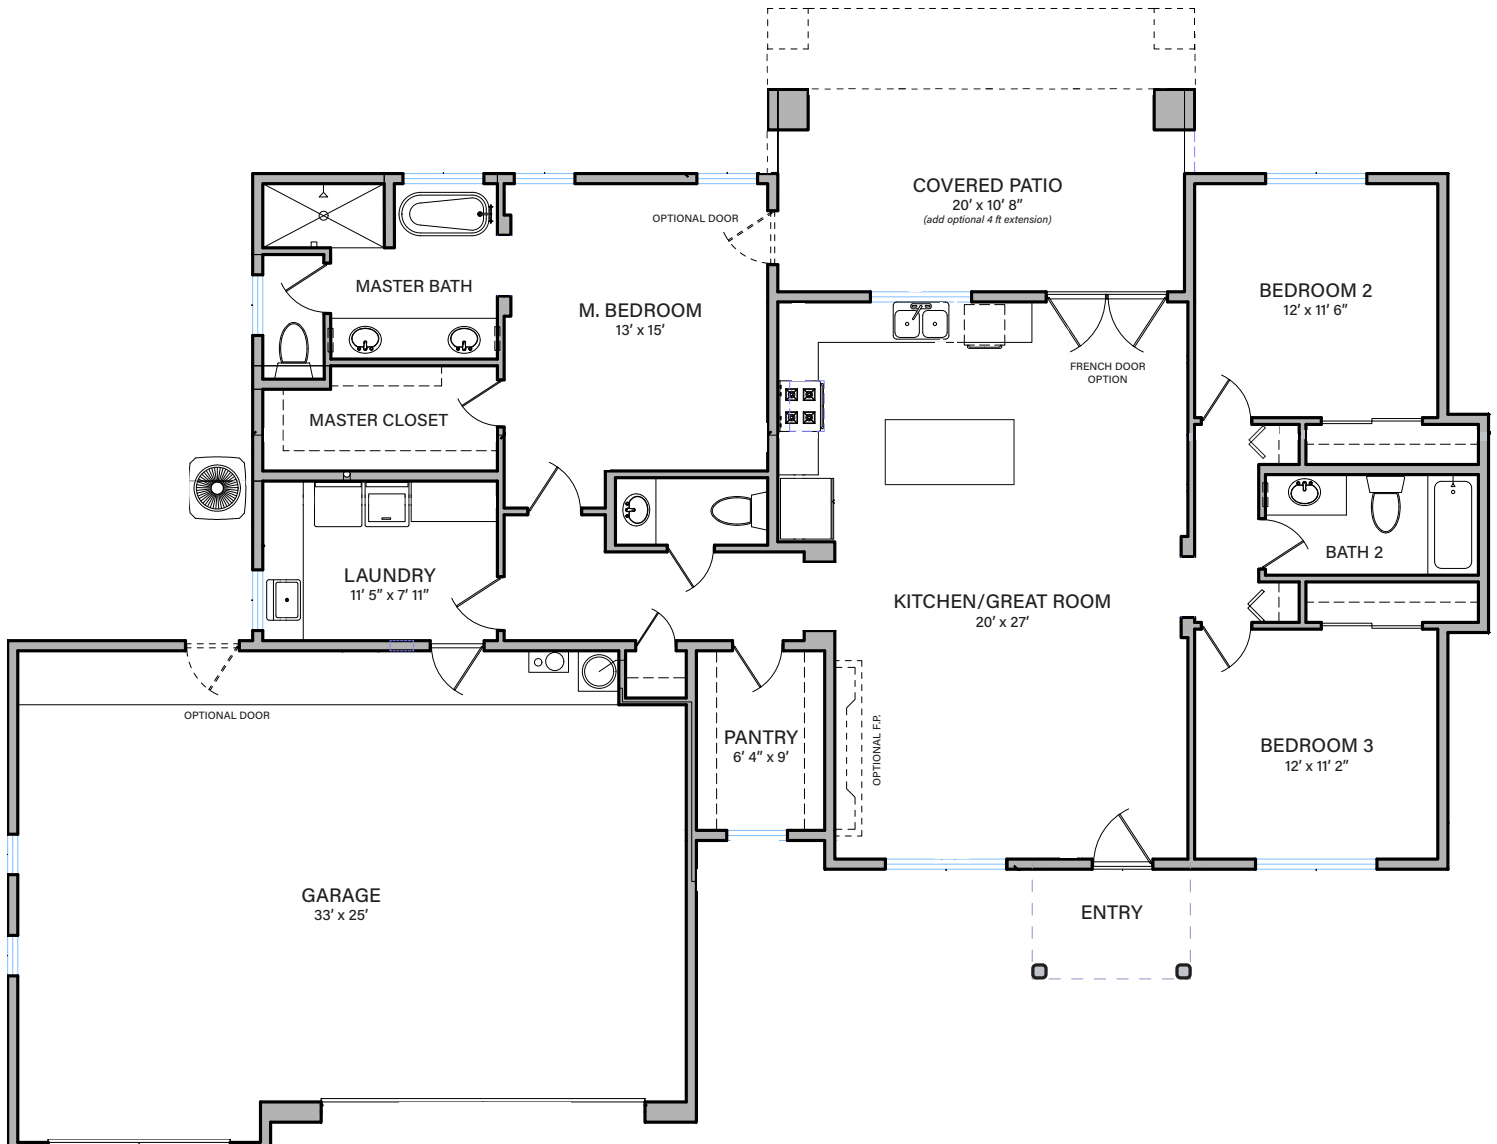 COVERED PATIO
20' x 10' 8"
(add optional 4 ft extension)
OPTIONAL DOOR
MASTER BATH
M. BEDROOM
13' x 15'
BEDROOM 2
12' x 11' 6"
FRENCH DOOR
OPTION
MASTER CLOSET
BATH 2
LAUNDRY
11' 5" x 7' 11"
KITCHEN/GREAT ROOM
20' x 27'
OPTIONAL DOOR
PANTRY
6' 4" x 9'
OPTIONAL F.P.
BEDROOM 3
12' x 11' 2"
GARAGE
33' x 25'
ENTRY